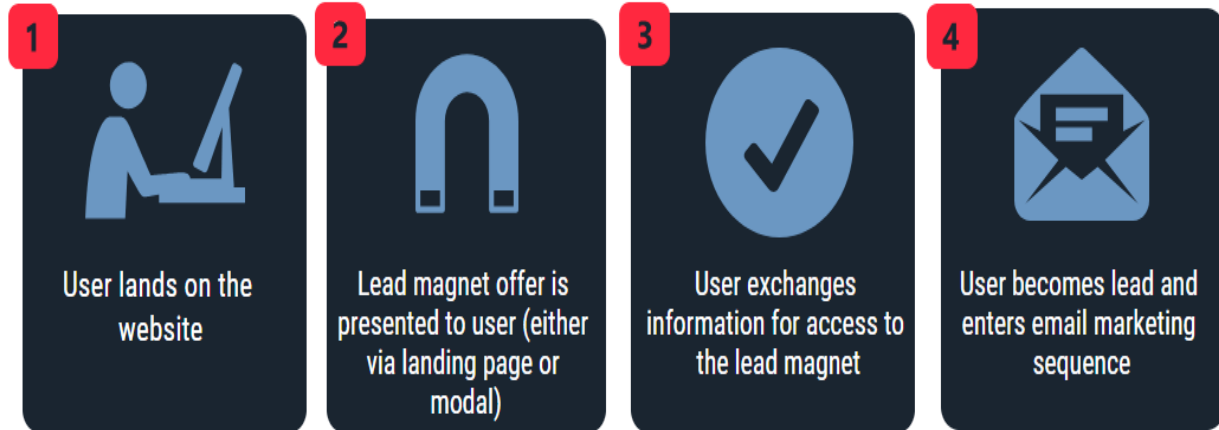 1
User lands on the
website
2
Lead magnet offer is
presented to user (either
via landing page or
modal)
3
User exchanges
information for access to
the lead magnet
4
User becomes lead and
enters email marketing
sequence